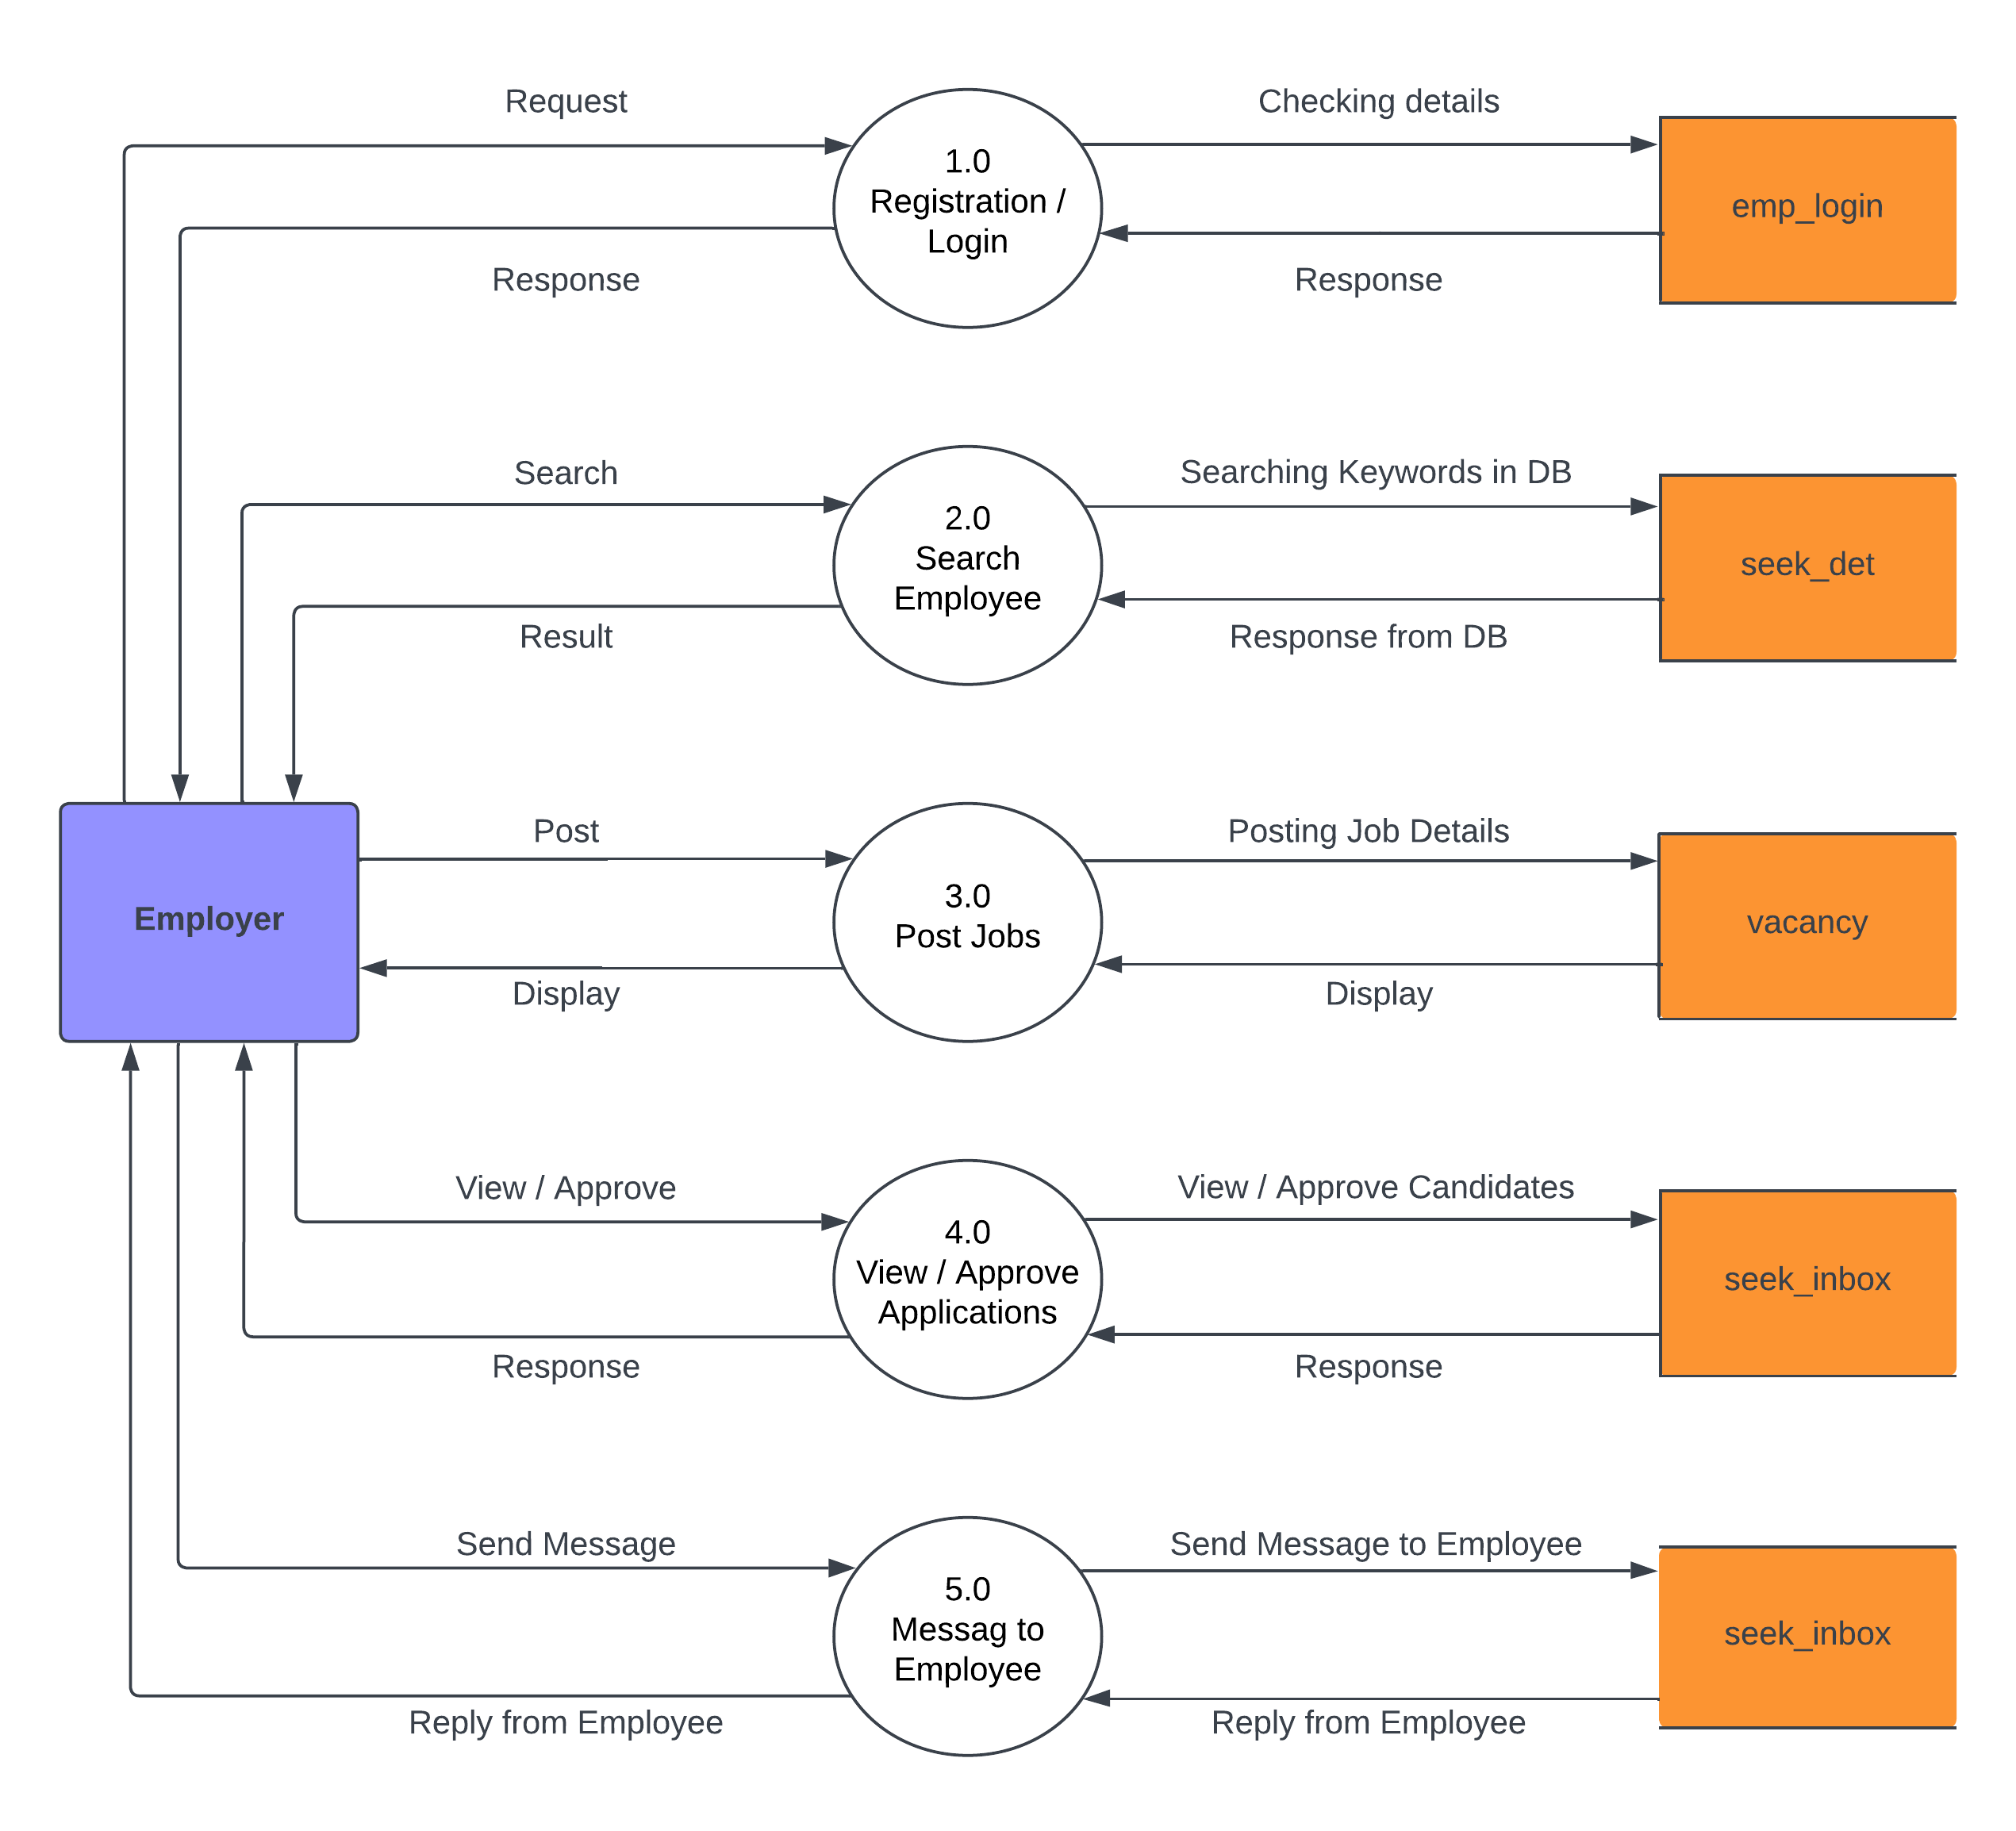 Request
Checking details
1.0
Registration /
Login
emp_login
Response
Response
Search
Searching Keywords in DB
2.0
Search
Employee
seek_det
Result
Response from DB
Post
Posting Job Details
Employer
3.0
Post Jobs
vacancy
Display
Display
View / Approve
View / Approve Candidates
4.0
View / Approve
Applications
seek_inbox
Response
Response
Send Message
Send Message to Employee
5.0
Messag to
Employee
seek_inbox
Reply from Employee
Reply from Employee